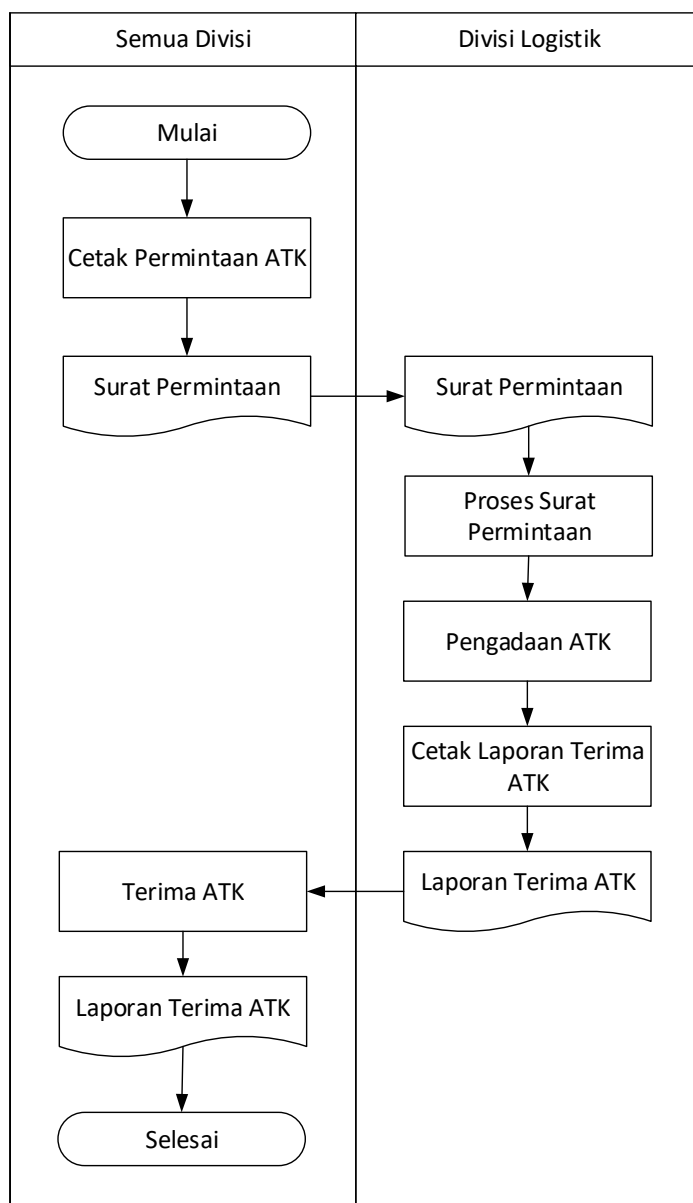 Semua Divisi
Divisi Logistik
Mulai
Cetak Permintaan ATK
Surat Permintaan
Surat Permintaan
Proses Surat
Permintaan
Pengadaan ATK
Cetak Laporan Terima
ATK
Laporan Terima ATK
Terima ATK
Laporan Terima ATK
Selesai